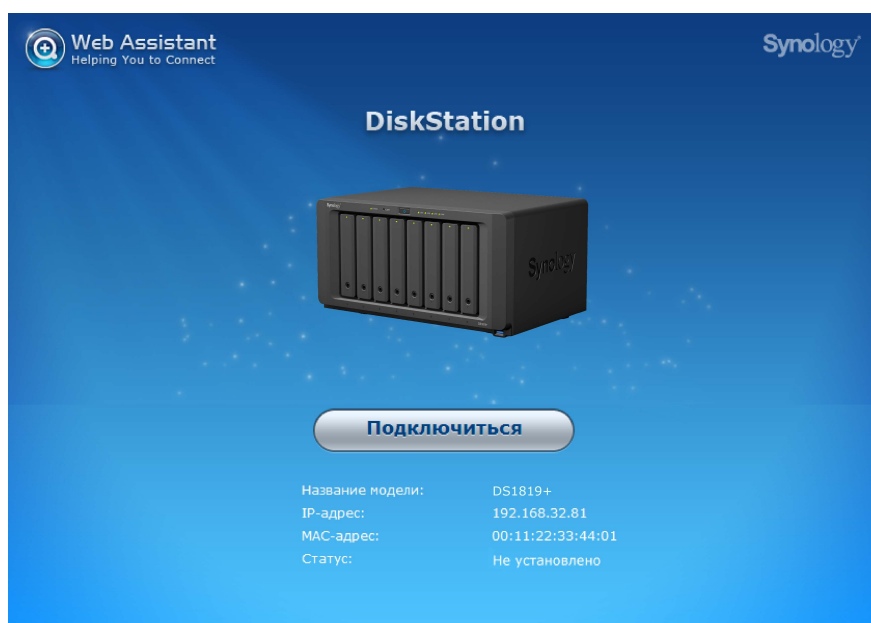 Web Assistant
Helping You to Connect
Synology
DiskStation
Synology
Synology
Подключиться
Название модели: DS1819+
IP-адрес: 192.168.32.81
MAC-адрес: 00:11:22:33:44:01
Статус: Не установлено